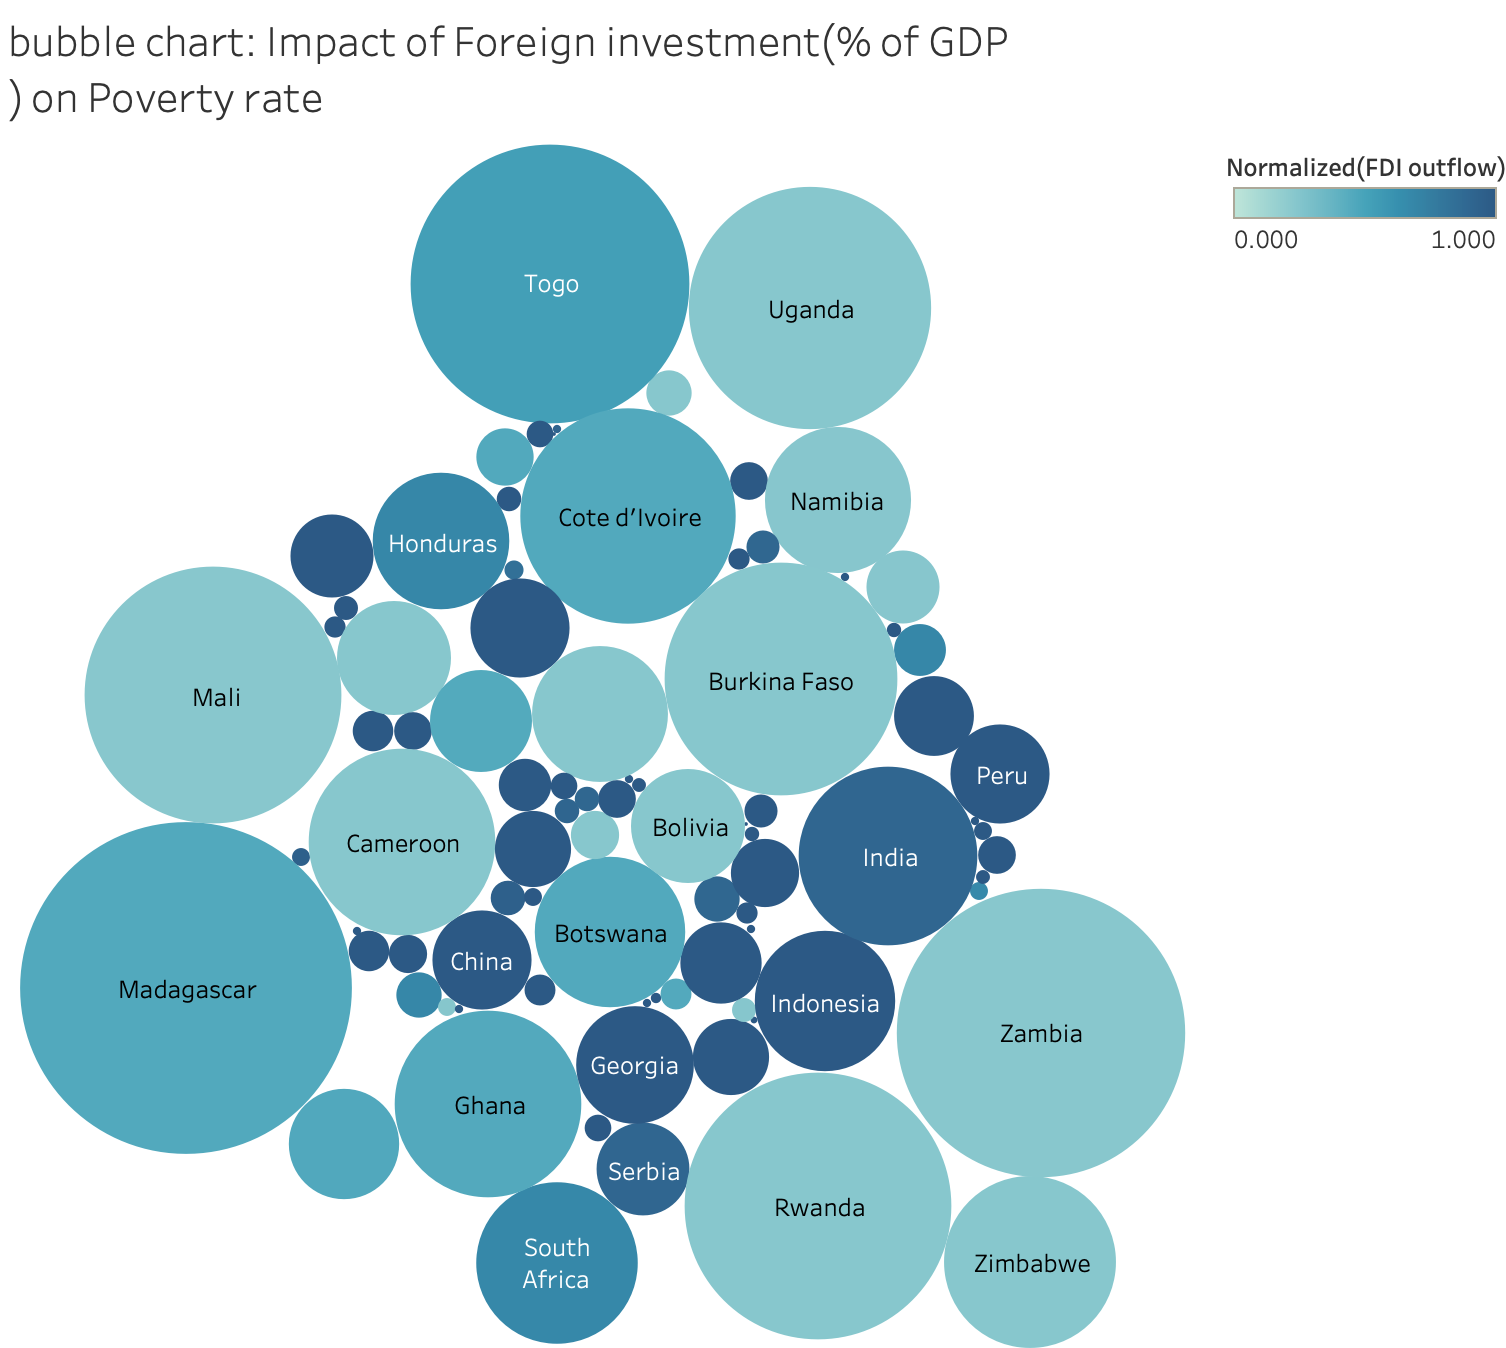 bubble chart: Impact of Foreign investment(% of GDP
) on Poverty rate
Normalized(FDI outflow)
0.000
1.000
Togo
Uganda
Namibia
Cote d’Ivoire
Honduras
Burkina Faso
Mali
Peru
Bolivia
Cameroon
India
Botswana
China
Madagascar
Indonesia
Zambia
Georgia
Ghana
Serbia
Rwanda
South
Africa
Zimbabwe